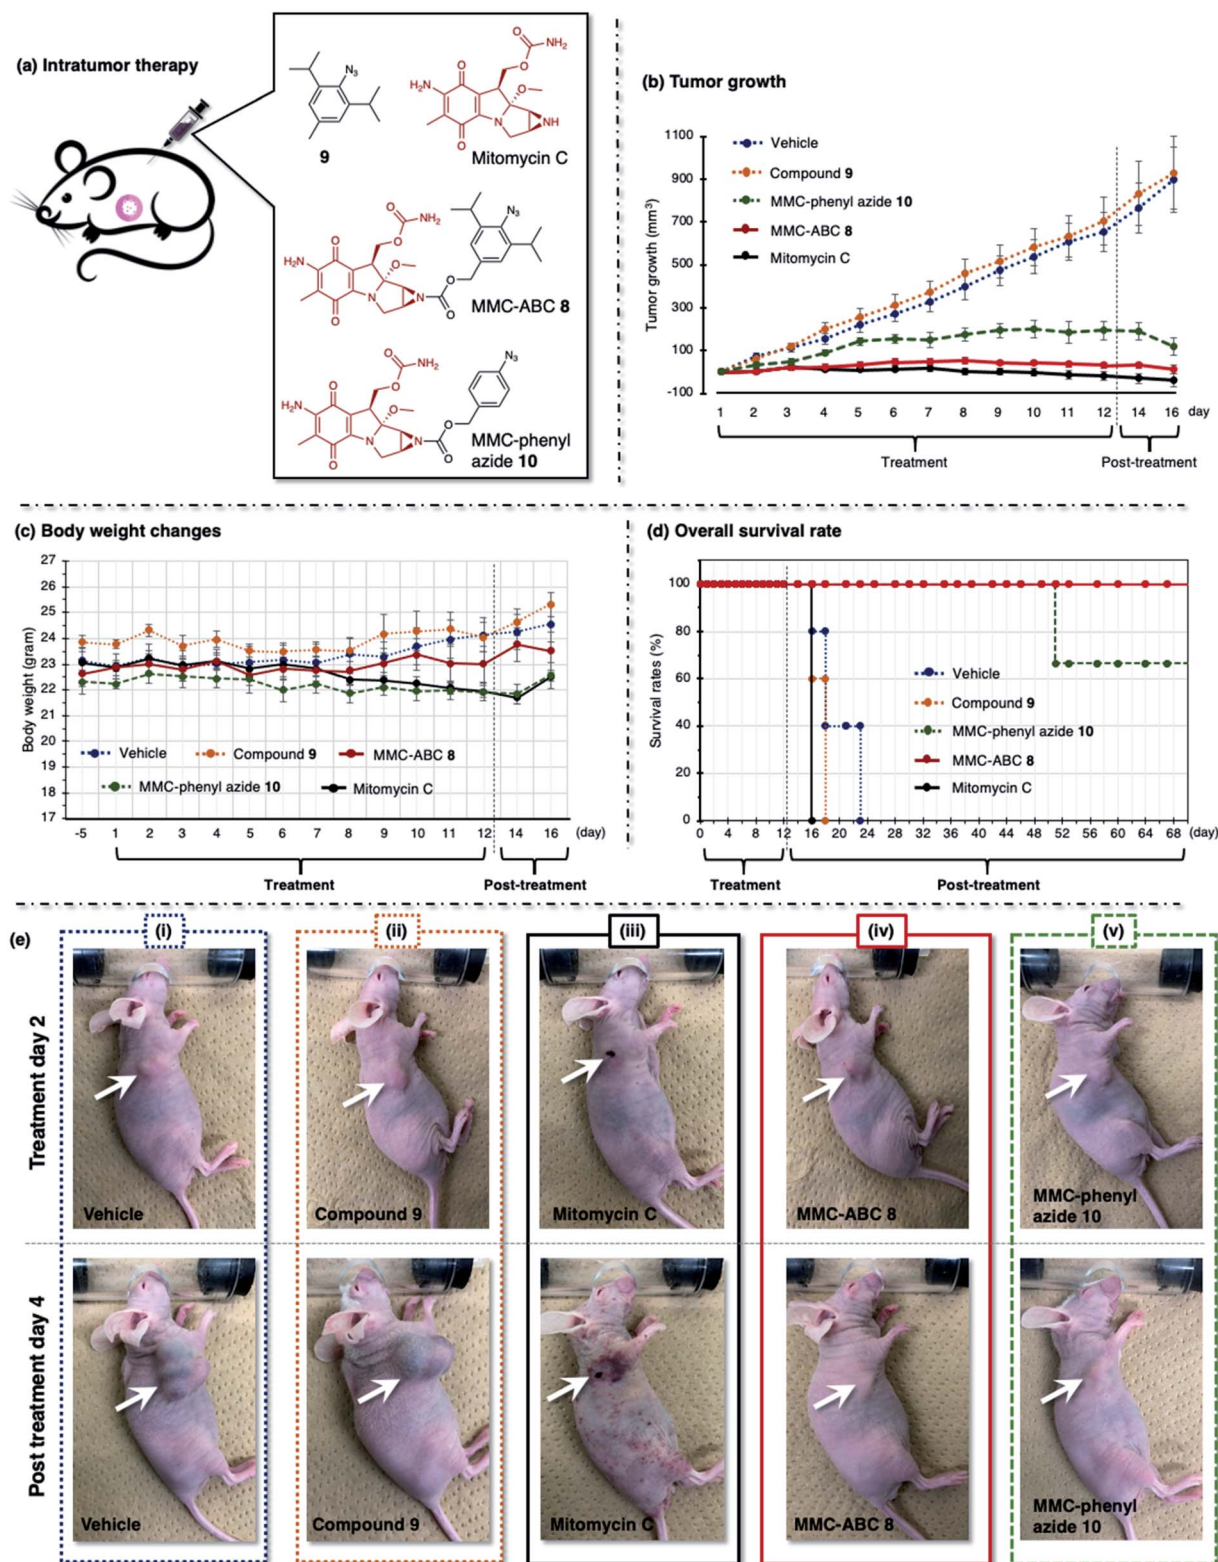 (a) Intratumor therapy
N₃
9
O
NH₂
O
O
H₂N
O
N
NH
O
Mitomycin C
O
NH₂
O
O
H₂N
O
N
N
O
O
O
N₃
MMC-ABC 8
O
NH₂
O
O
H₂N
O
N
N
O
O
O
N₃
MMC-phenyl
azide 10
(b) Tumor growth
Tumor growth (mm³)
1100
900
700
500
300
100
-100
Vehicle
Compound 9
MMC-phenyl azide 10
MMC-ABC 8
Mitomycin C
1 2 3 4 5 6 7 8 9 10 11 12 14 16 day
Treatment Post-treatment
(c) Body weight changes
Body weight (gram)
27
26
25
24
23
22
21
20
19
18
17
Vehicle Compound 9 MMC-ABC 8
MMC-phenyl azide 10 Mitomycin C
-5 1 2 3 4 5 6 7 8 9 10 11 12 14 16 (day)
Treatment Post-treatment
(d) Overall survival rate
Survival rates (%)
100
80
60
40
20
0
Vehicle
Compound 9
MMC-phenyl azide 10
MMC-ABC 8
Mitomycin C
0 4 8 12 16 20 24 28 32 36 40 44 48 52 56 60 64 68 (day)
Treatment Post-treatment
(e)
(i) (ii) (iii) (iv) (v)
Treatment day 2
Vehicle
Compound 9
Mitomycin C
MMC-ABC 8
MMC-phenyl
azide 10
Post treatment day 4
Vehicle
Compound 9
Mitomycin C
MMC-ABC 8
MMC-phenyl
azide 10